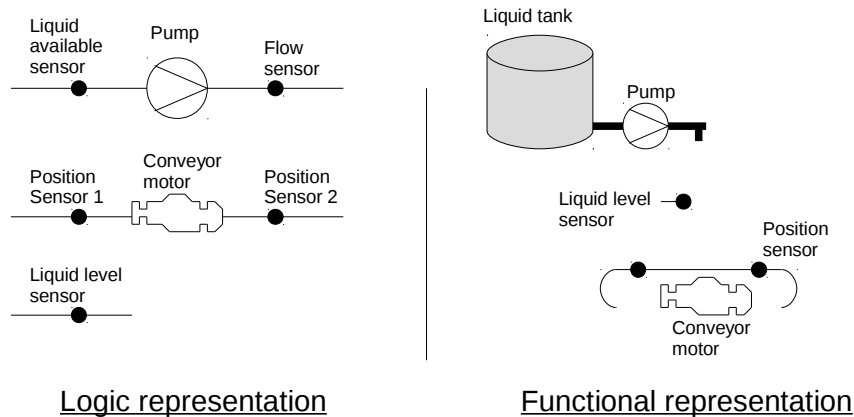 Liquid
available
sensor
Pump
Flow
sensor
Position
Sensor 1
Conveyor
motor
Position
Sensor 2
Liquid level
sensor
Logic representation
Liquid tank
Pump
Liquid level
sensor
Position
sensor
Conveyor
motor
Functional representation